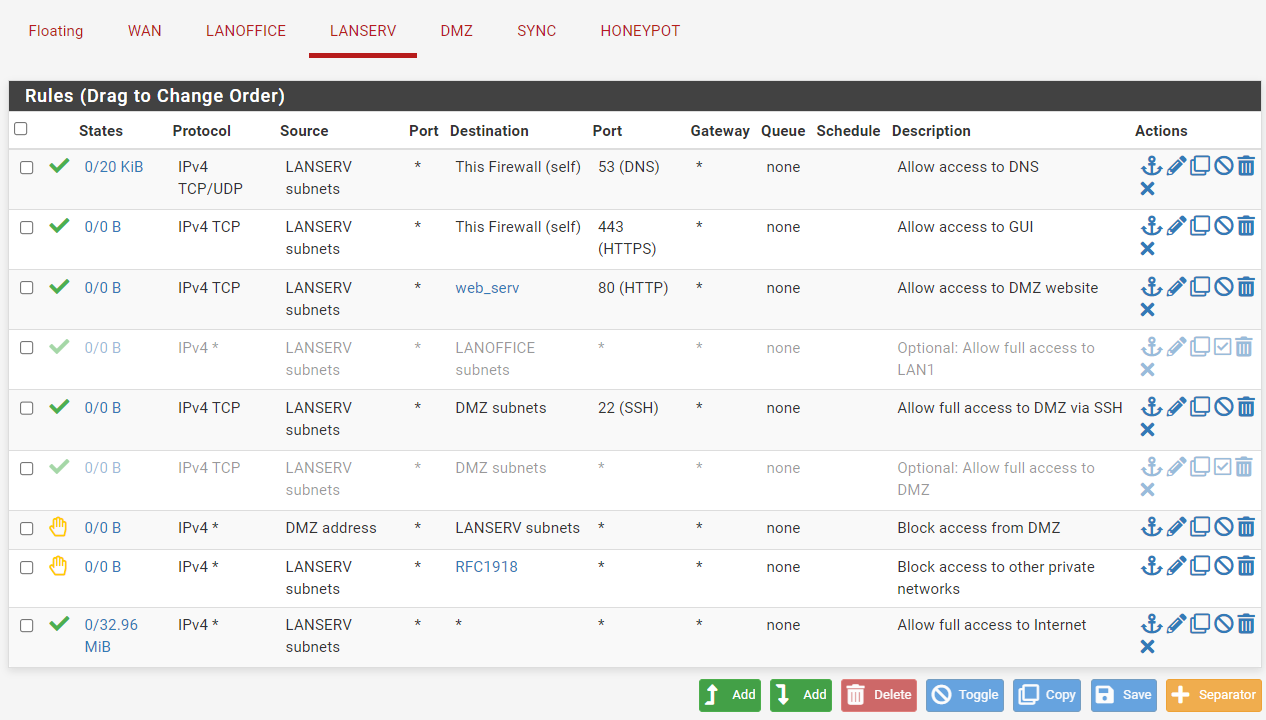 Floating WAN LANOFFICE LANSERV DMZ SYNC HONEYPOT
Rules (Drag to Change Order)
States Protocol Source Port Destination Port Gateway Queue Schedule Description Actions
0/20 KiB IPv4 LANSERV * This Firewall (self) 53 (DNS) * none Allow access to DNS
TCP/UDP subnets
0/0 B IPv4 TCP LANSERV * This Firewall (self) 443 * none Allow access to GUI
subnets (HTTPS)
0/0 B IPv4 TCP LANSERV * web_serv 80 (HTTP) * none Allow access to DMZ website
subnets
0/0 B IPv4 * LANSERV * LANOFFICE * * none Optional: Allow full access to
subnets subnets LAN1
0/0 B IPv4 TCP LANSERV * DMZ subnets 22 (SSH) * none Allow full access to DMZ via SSH
subnets
0/0 B IPv4 TCP LANSERV * DMZ subnets * * none Optional: Allow full access to
subnets DMZ
0/0 B IPv4 * DMZ address * LANSERV subnets * * none Block access from DMZ
0/0 B IPv4 * LANSERV * RFC1918 * * none Block access to other private
subnets networks
0/32.96 IPv4 * LANSERV * * * * none Allow full access to Internet
MiB subnets
Add Add Delete Toggle Copy Save Separator